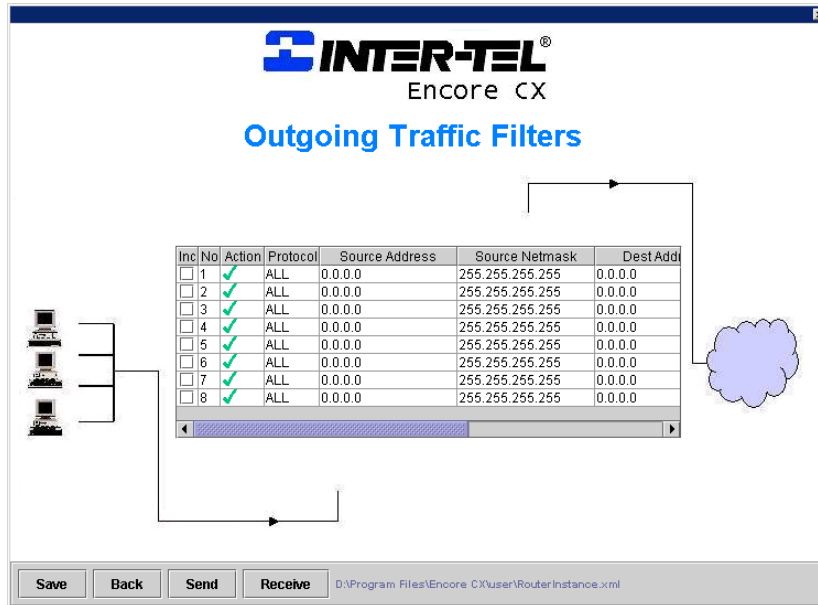 INTER-TEL®
Encore CX
Outgoing Traffic Filters
Inc No Action Protocol Source Address Source Netmask Dest Addr
1 ALL 0.0.0.0 255.255.255.255 0.0.0.0
2 ALL 0.0.0.0 255.255.255.255 0.0.0.0
3 ALL 0.0.0.0 255.255.255.255 0.0.0.0
4 ALL 0.0.0.0 255.255.255.255 0.0.0.0
5 ALL 0.0.0.0 255.255.255.255 0.0.0.0
6 ALL 0.0.0.0 255.255.255.255 0.0.0.0
7 ALL 0.0.0.0 255.255.255.255 0.0.0.0
8 ALL 0.0.0.0 255.255.255.255 0.0.0.0
Save Back Send Receive D:\Program Files\Encore CX\user\RouterInstance.xml